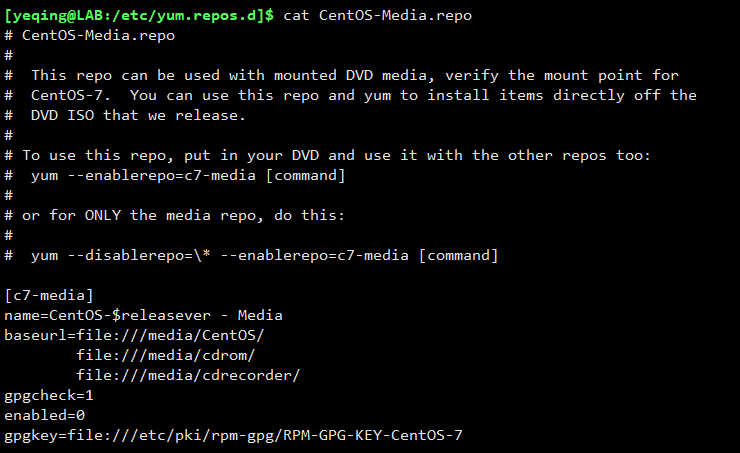 [yeqing@LAB:/etc/yum.repos.d]$ cat CentOS-Media.repo
# CentOS-Media.repo
#
#  This repo can be used with mounted DVD media, verify the mount point for
#  CentOS-7.  You can use this repo and yum to install items directly off the
#  DVD ISO that we release.
#
# To use this repo, put in your DVD and use it with the other repos too:
#  yum --enablerepo=c7-media [command]
#
# or for ONLY the media repo, do this:
#
#  yum --disablerepo=\* --enablerepo=c7-media [command]

[c7-media]
name=CentOS-$releasever - Media
baseurl=file:///media/CentOS/
        file:///media/cdrom/
        file:///media/cdrecorder/
gpgcheck=1
enabled=0
gpgkey=file:///etc/pki/rpm-gpg/RPM-GPG-KEY-CentOS-7